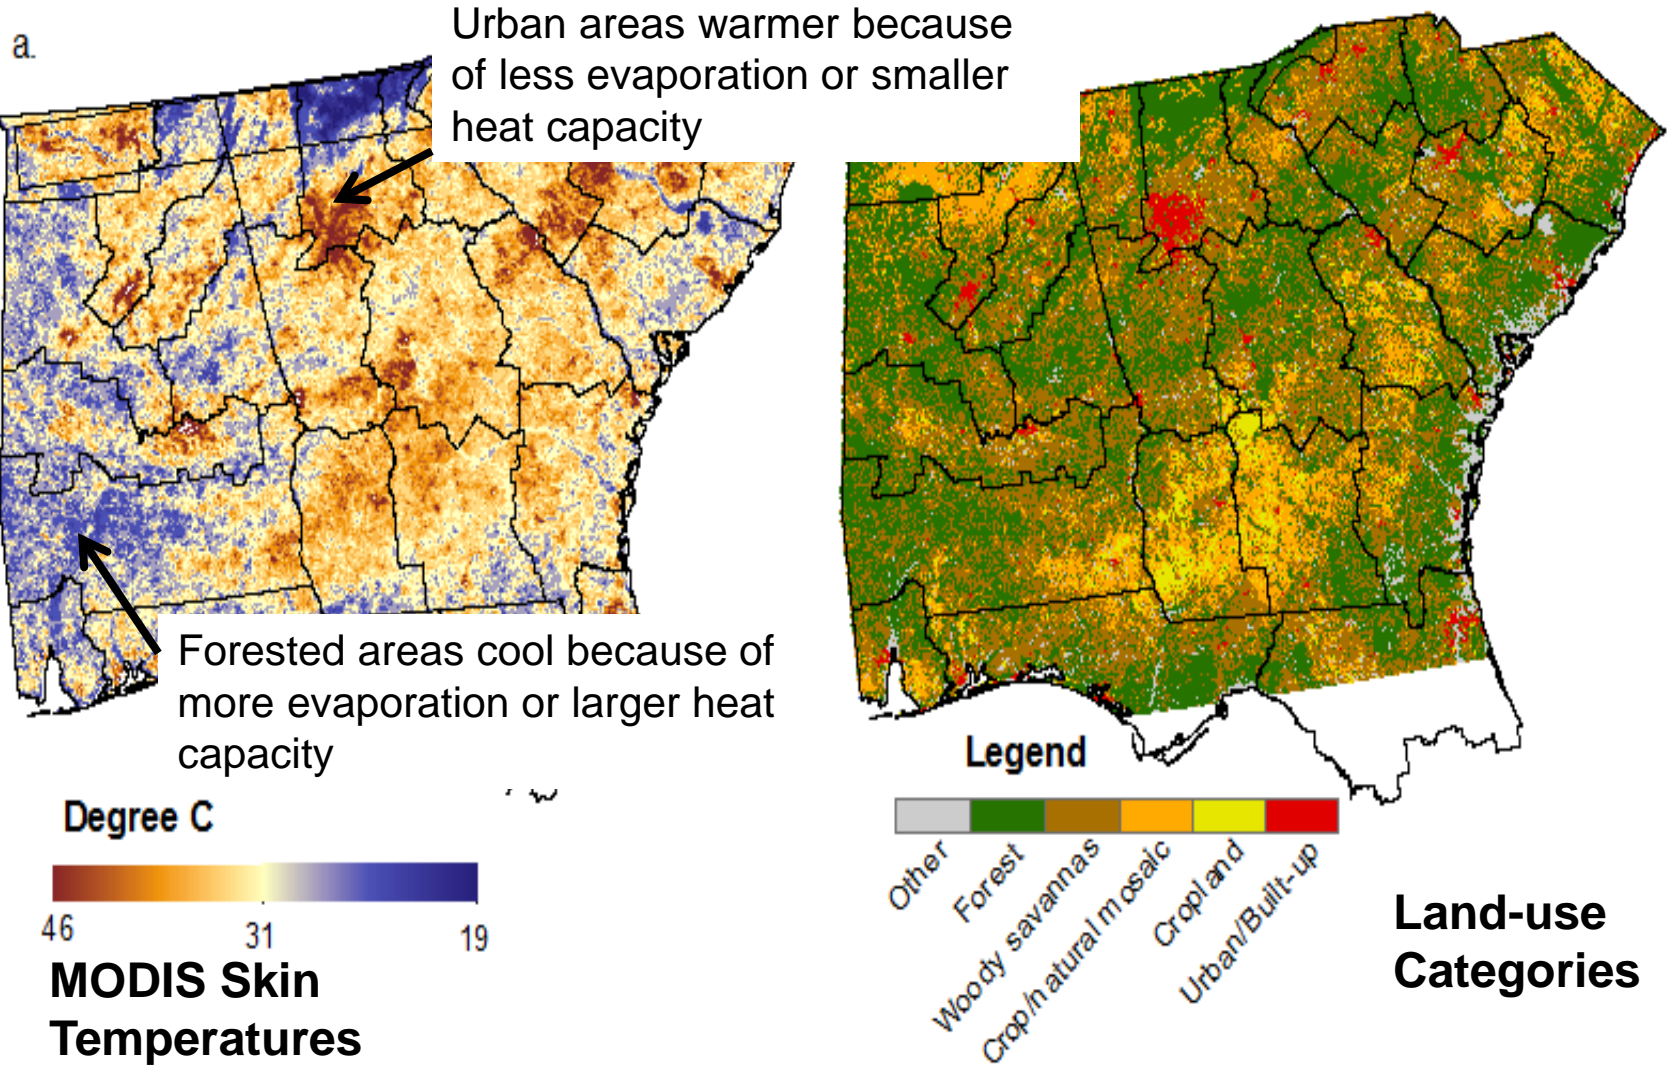 a.
Urban areas warmer because
of less evaporation or smaller
heat capacity
Forested areas cool because of
more evaporation or larger heat
capacity
Degree C
46
31
19
MODIS Skin
Temperatures
Legend
Other
Forest
Woody savannas
Crop/natural mosaic
Cropland
Urban/Built-up
Land-use
Categories